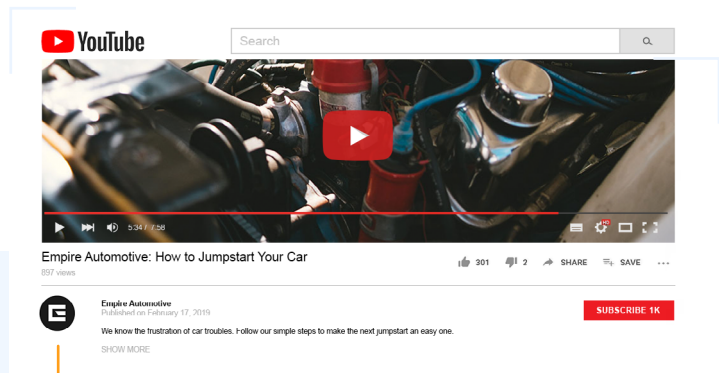 YouTube
Search
5:34 / 7:58
HD
Empire Automotive: How to Jumpstart Your Car
897 views
301
2
SHARE
SAVE
Empire Automotive
Published on February 17, 2019
SUBSCRIBE 1K
We know the frustration of car troubles. Follow our simple steps to make the next jumpstart an easy one.
SHOW MORE